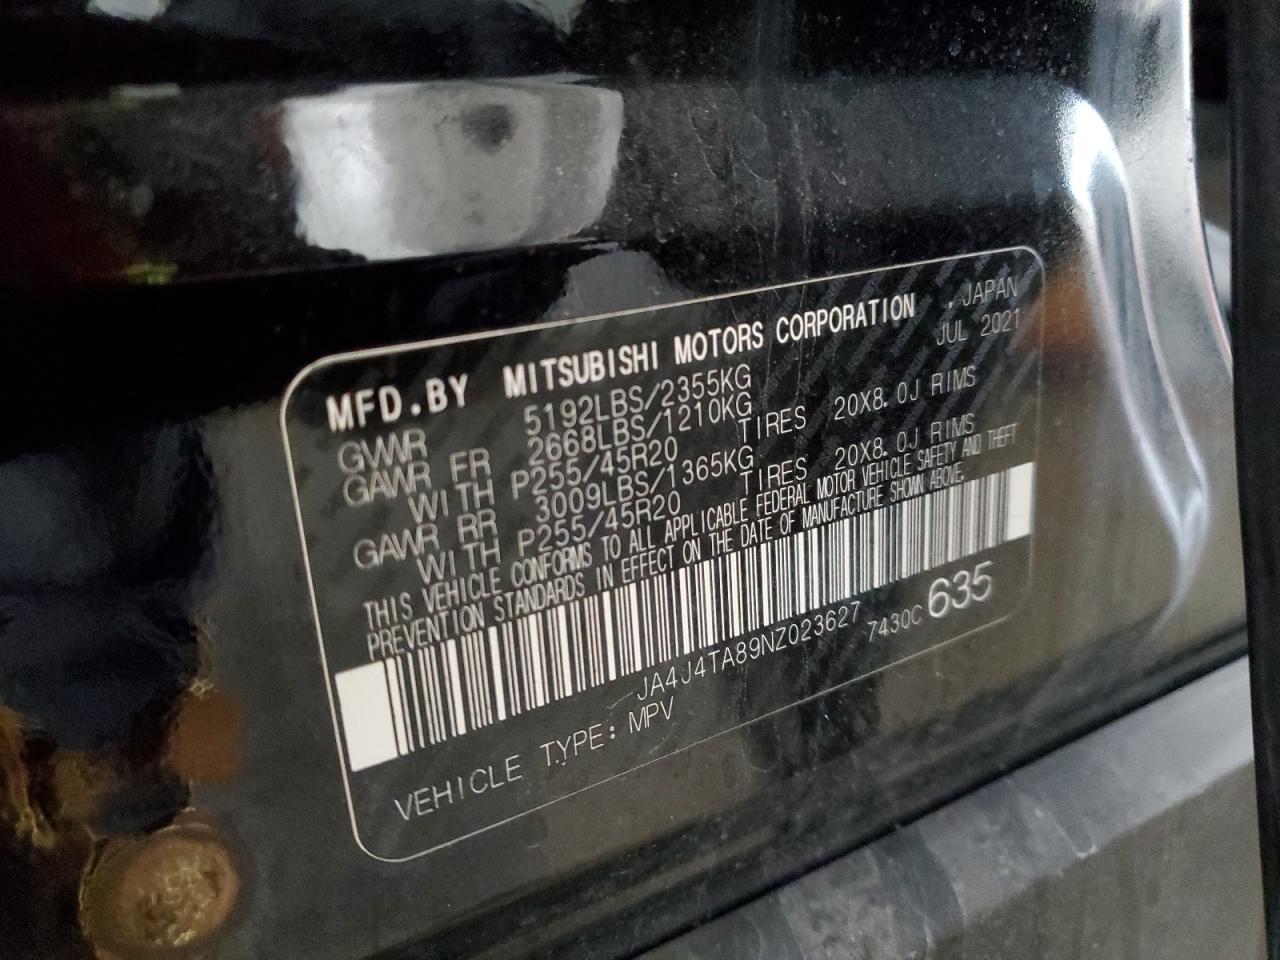 MFD.BY MITSUBISHI MOTORS CORPORATION , JAPAN
GVWR 5192LBS/2355KG JUL 2021
GAWR FR 2668LBS/1210KG
WITH P255/45R20 TIRES 20X8.0J RIMS
GAWR RR 3009LBS/1365KG
WITH P255/45R20 TIRES 20X8.0J RIMS
THIS VEHICLE CONFORMS TO ALL APPLICABLE FEDERAL MOTOR VEHICLE SAFETY AND THEFT
PREVENTION STANDARDS IN EFFECT ON THE DATE OF MANUFACTURE SHOWN ABOVE.
JA4J4TA89NZ023627 7430C 635
VEHICLE TYPE: MPV